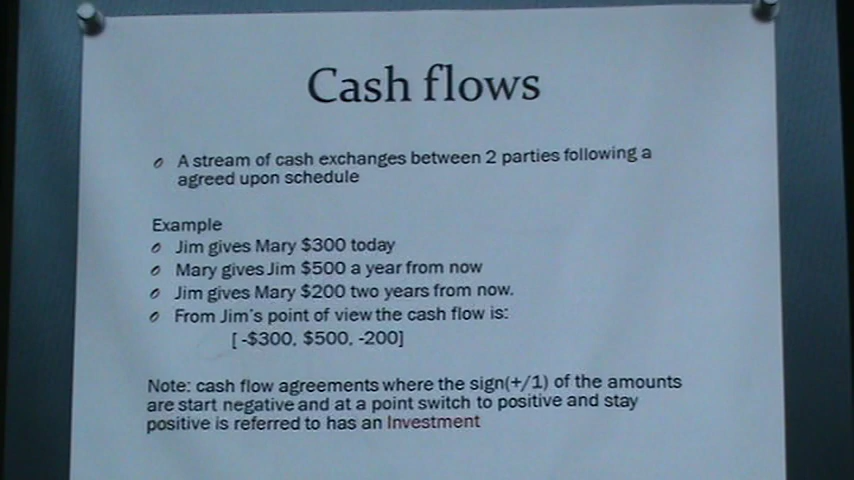 Cash flows
A stream of cash exchanges between 2 parties following a
agreed upon schedule
Example
Jim gives Mary $300 today
Mary gives Jim $500 a year from now
Jim gives Mary $200 two years from now.
From Jim's point of view the cash flow is:
[ -$300, $500, -200]
Note: cash flow agreements where the sign(+/1) of the amounts
are start negative and at a point switch to positive and stay
positive is referred to has an Investment